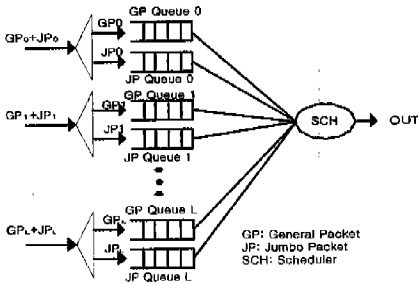 GP Queue 0
GP0
GP₀+JP₀
JP0
JP Queue 0
GP Queue 1
GP1
GP₁+JP₁
JP1
JP Queue 1
SCH
OUT
GP Queue L
GPL
GPL+JPL
JPL
JP Queue L
GP: General Packet
JP: Jumbo Packet
SCH: Scheduler